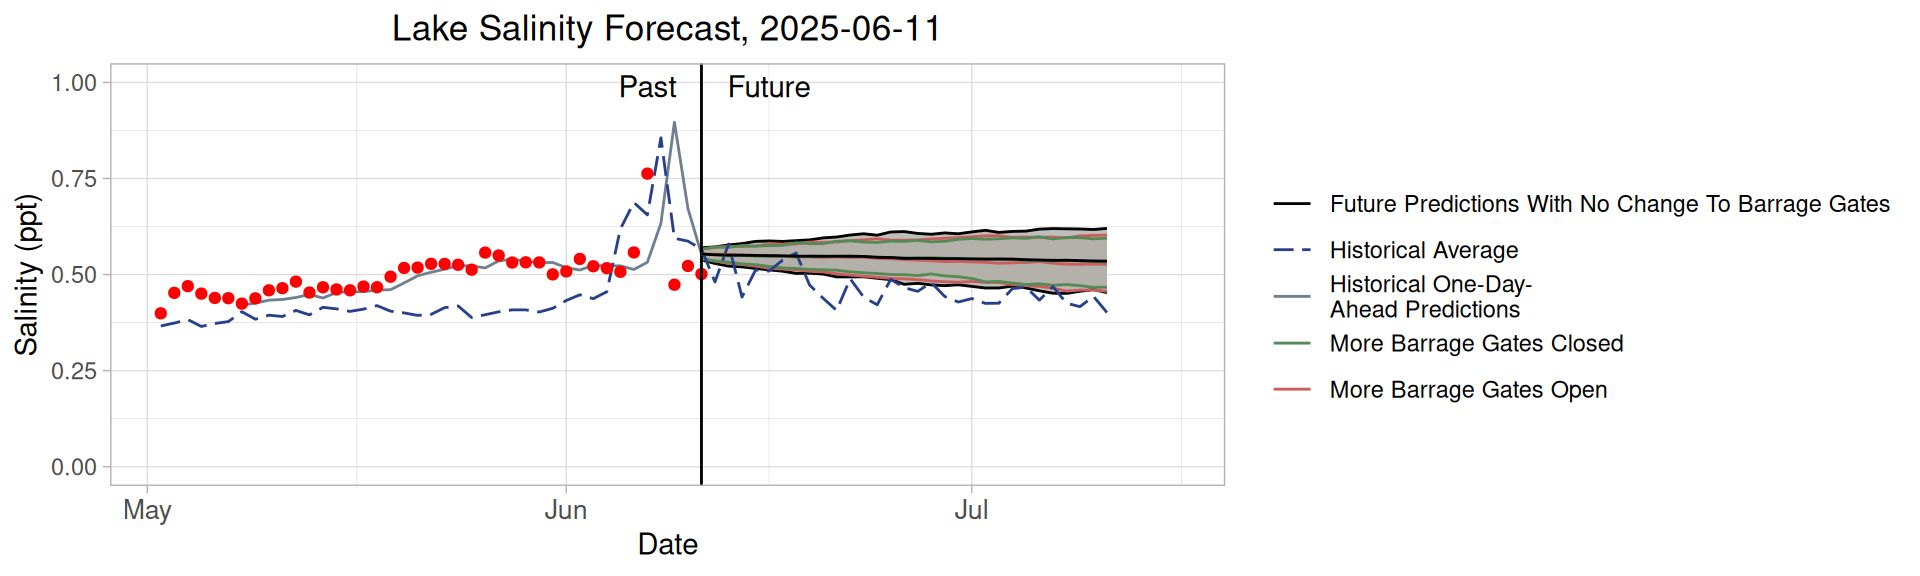 Lake Salinity Forecast, 2025-06-11
1.00
0.75
0.50
0.25
0.00
Salinity (ppt)
Past
Future
May
Jun
Jul
Date
Future Predictions With No Change To Barrage Gates
Historical Average
Historical One-Day-
Ahead Predictions
More Barrage Gates Closed
More Barrage Gates Open